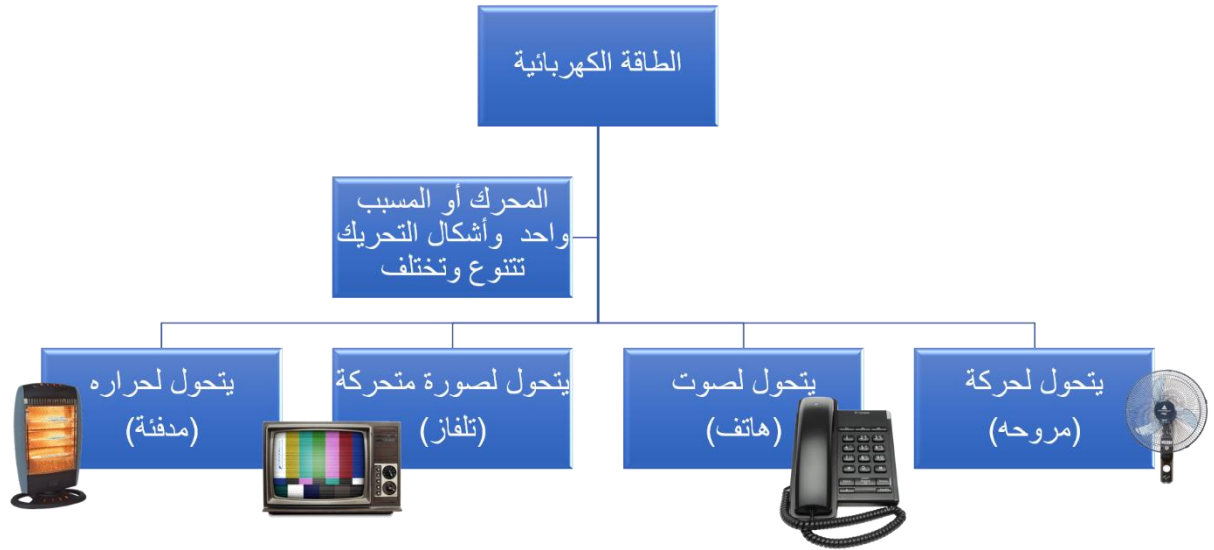 الطاقة الكهربائية
المحرك أو المسبب
واحد وأشكال التحريك
تتنوع وتختلف
يتحول لحركة
(مروحه)
يتحول لصوت
(هاتف)
يتحول لصورة متحركة
(تلفاز)
يتحول لحراره
(مدفئة)